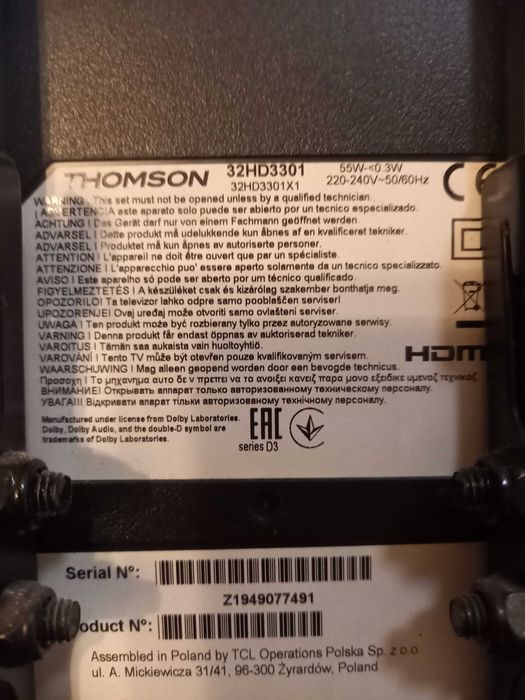 THOMSON 32HD3301 55W-<0.3W
32HD3301X1 220-240V~50/60Hz
WARNING : This set must not be opened unless by a qualified technician.
¡ ADVERTENCIA este aparato solo puede ser abierto por un tecnico especializado.
ACHTUNG ! Das Gerät darf nur von einem Fachmann geöffnet werden.
ADVARSEL ! Dette produkt må udelukkende kun åbnes af en kvalificeret tekniker.
ADVARSEL ! Produktet må kun åpnes av autoriserte personer.
ATTENTION ! L'appareil ne doit être ouvert que par un spécialiste.
ATTENZIONE ! L'apparecchio puo' essere aperto solamente da un tecnico specializzato.
AVISO ! Este aparelho só pode ser aberto por um técnico qualificado.
FIGYELMEZTETÉS ! A készüléket csak és kizárólag szakember bonthatja meg.
OPOZORILO! Ta televizor lahko odpre samo pooblaščen serviser!
UPOZORENJE! Ovaj uređaj može otvoriti samo ovlašteni serviser.
UWAGA ! Ten produkt może być rozbierany tylko przez autoryzowane serwisy.
VARNING ! Denna produkt får endast öppnas av auktoriserad tekniker.
VAROITUS ! Tämän saa aukaista vain huoltoyhtiö.
VAROVÁNÍ ! Tento TV může být otevřen pouze kvalifikovaným servisem.
WAARSCHUWING ! Mag alleen geopend worden door een bevoegde technicus.
HDMI
Προσοχη ! Το μηχανημα αυτο δεν πρεπει να το ανοιξει κανεις παρα μονο
ВНИМАНИЕ! Открывать аппарат только авторизованному техническому персоналу.
УВАГА!!! Відкривати апарат тільки авторизованому технічному персоналу.
Manufactured under license from Dolby Laboratories.
Dolby, Dolby Audio, and the double-D symbol are
trademarks of Dolby Laboratories.
EAC
series D3
Serial Nº:
Z1949077491
oduct Nº:
Assembled in Poland by TCL Operations Polska Sp. z o.o.
ul. A. Mickiewicza 31/41, 96-300 Żyrardów, Poland